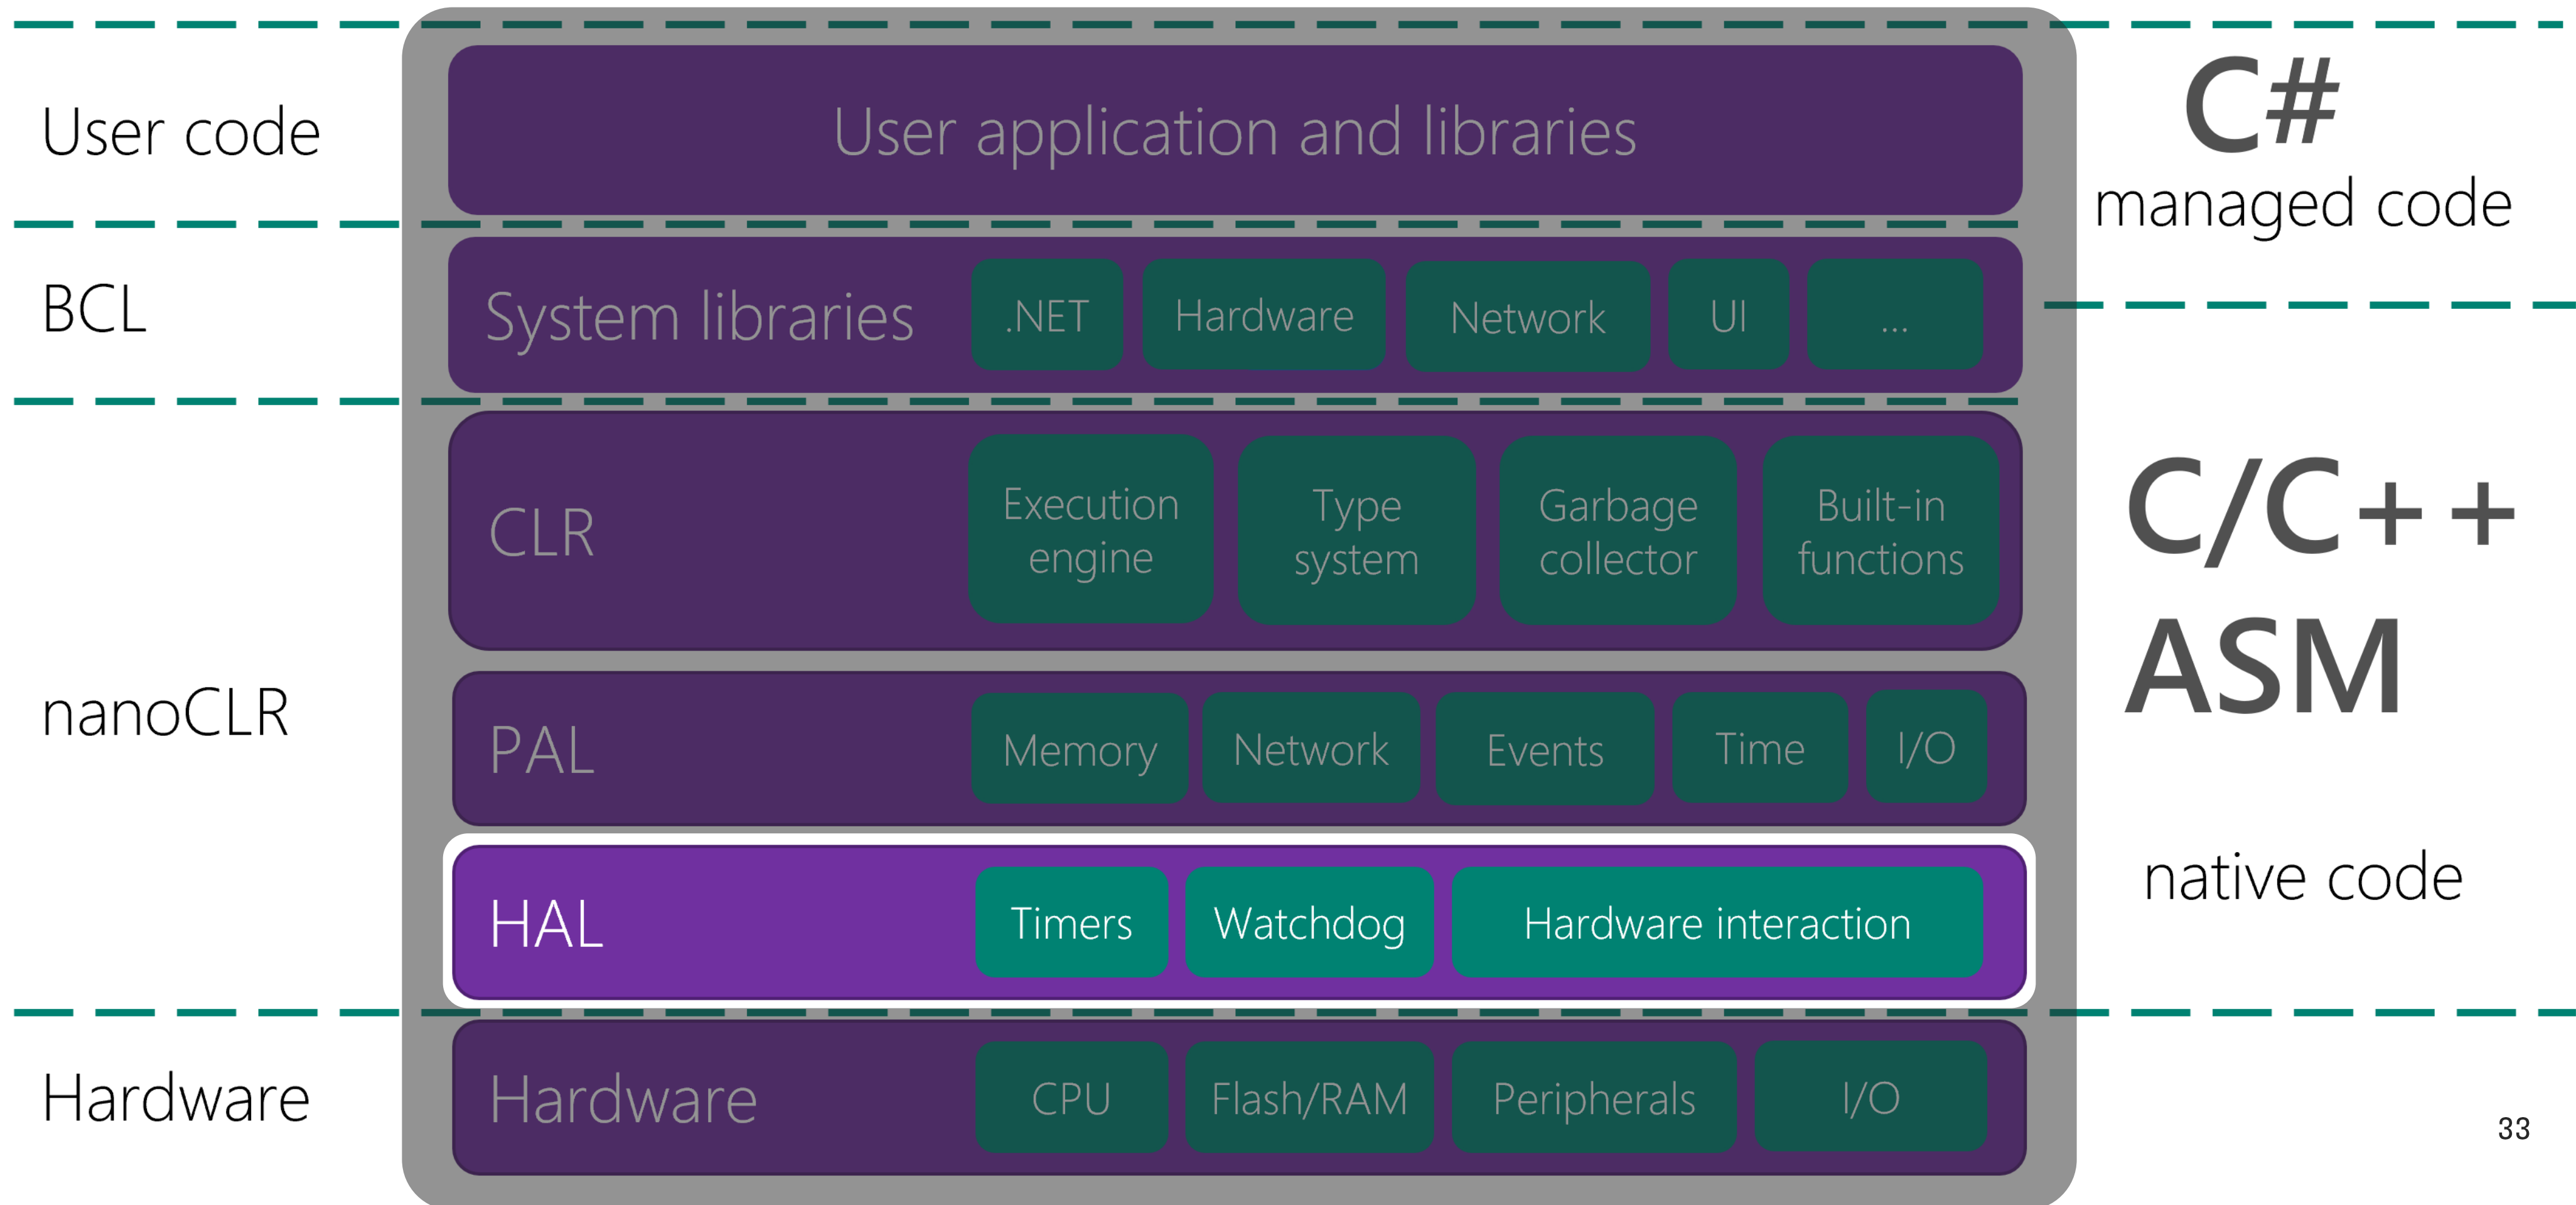 User code
User application and libraries
C#
managed code
BCL
System libraries
.NET
Hardware
Network
UI
...
nanoCLR
CLR
Execution
engine
Type
system
Garbage
collector
Built-in
functions
C/C++
ASM
PAL
Memory
Network
Events
Time
I/O
HAL
Timers
Watchdog
Hardware interaction
native code
Hardware
Hardware
CPU
Flash/RAM
Peripherals
I/O
33